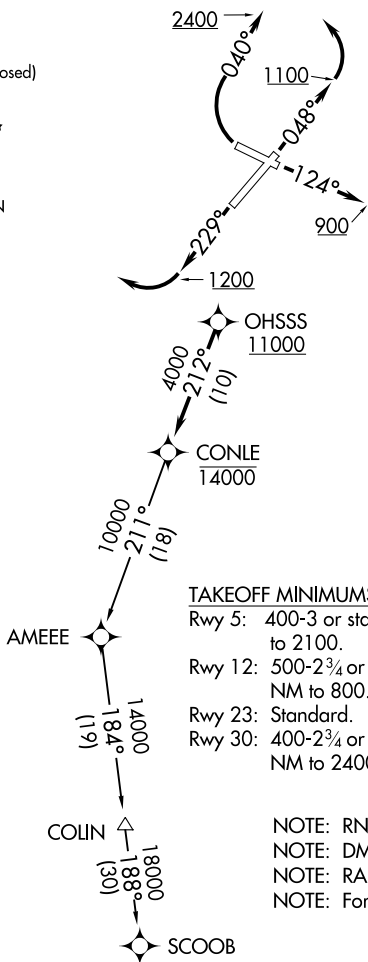 2400
osed)
040°
1100
048°
124°
N
900
229°
1200
OHSSS
11000
4000
212°
(10)
CONLE
14000
10000
211°
(18)
TAKEOFF MINIMUMS
Rwy 5: 400-3 or sta
to 2100.
AMEEE
Rwy 12: 500-2¾ or
NM to 800.
14000
184°
(19)
Rwy 23: Standard.
Rwy 30: 400-2¾ or
NM to 2400
COLIN
NOTE: RN
NOTE: DM
18000
188°
(30)
NOTE: RA
NOTE: For
SCOOB